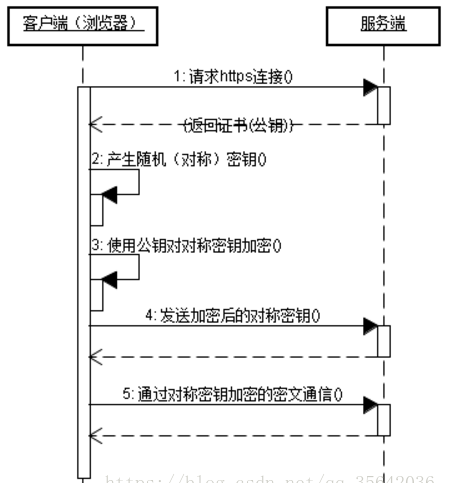 客户端（浏览器）
服务端
1: 请求https连接()
(返回证书(公钥))
2: 产生随机（对称）密钥()
3: 使用公钥对对称密钥加密()
4: 发送加密后的对称密钥()
5: 通过对称密钥加密的密文通信()
https://blog.csdn.net/qq_35642036